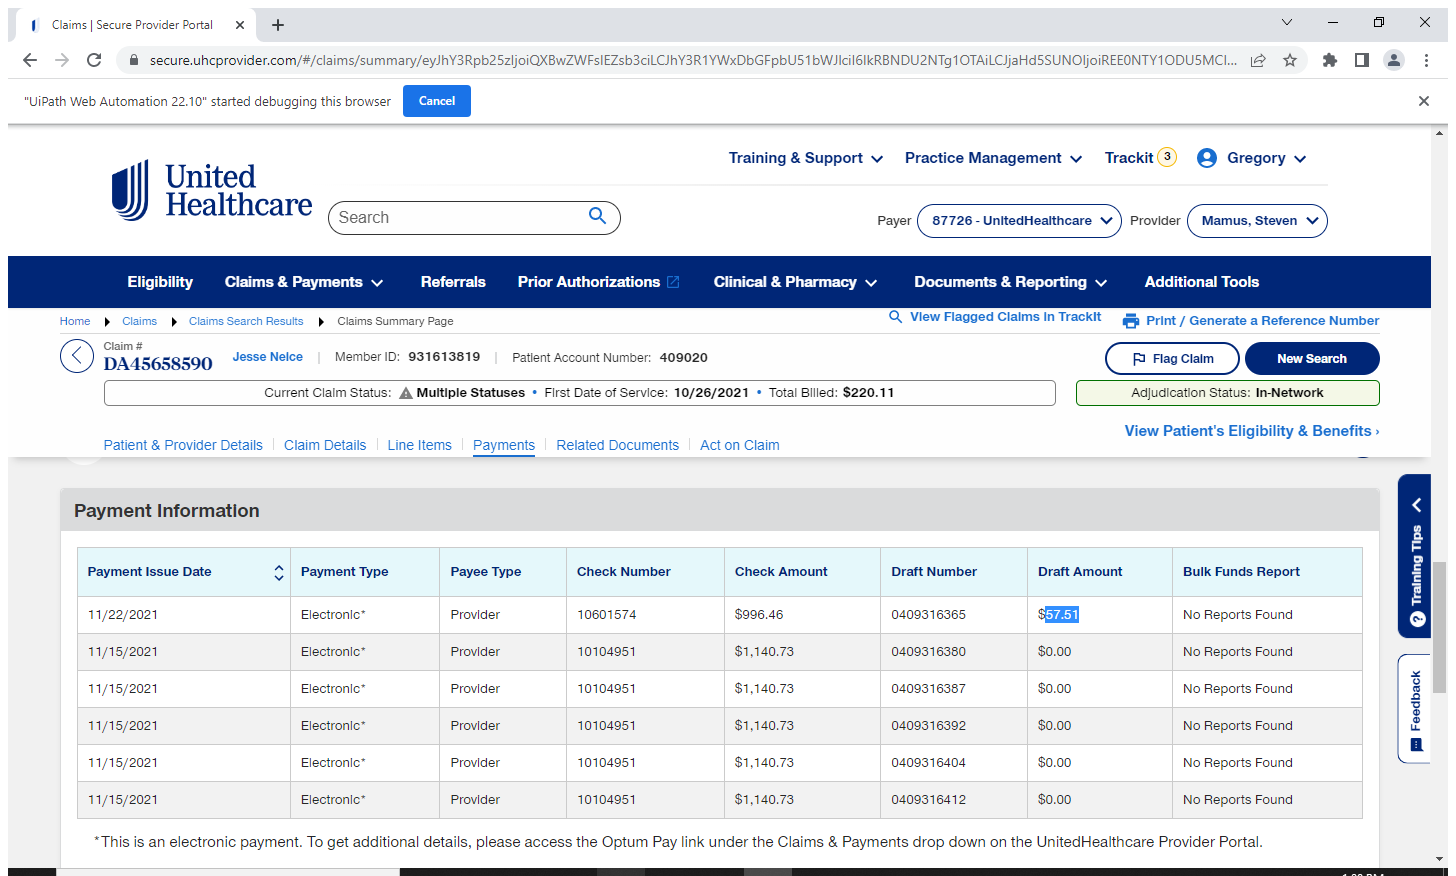 Claims | Secure Provider Portal
secure.uhcprovider.com/#/claims/summary/eyJhY3Rpb25zIjoiQXBwZWFsIEZsb3ciLCJhY3R1YWxDbGFpbU51bWJlciI6IkRBNDU2NTg1OTAiLCJjaHd5SUNOIjoiREE0NTY1ODU5MCI...
"UiPath Web Automation 22.10" started debugging this browser Cancel
Training & Support Practice Management Trackit 3 Gregory
United
Healthcare
Search
Payer 87726 - UnitedHealthcare Provider Mamus, Steven
Eligibility Claims & Payments Referrals Prior Authorizations Clinical & Pharmacy Documents & Reporting Additional Tools
Home Claims Claims Search Results Claims Summary Page View Flagged Claims in TrackIt Print / Generate a Reference Number
Claim #
DA45658590 Jesse Nelce | Member ID: 931613819 | Patient Account Number: 409020 Flag Claim New Search
Current Claim Status: Multiple Statuses • First Date of Service: 10/26/2021 • Total Billed: $220.11 Adjudication Status: In-Network
Patient & Provider Details Claim Details Line Items Payments Related Documents Act on Claim View Patient's Eligibility & Benefits ›
Payment Information
Payment Issue Date Payment Type Payee Type Check Number Check Amount Draft Number Draft Amount Bulk Funds Report
11/22/2021 Electronic* Provider 10601574 $996.46 0409316365 $57.51 No Reports Found
11/15/2021 Electronic* Provider 10104951 $1,140.73 0409316380 $0.00 No Reports Found
11/15/2021 Electronic* Provider 10104951 $1,140.73 0409316387 $0.00 No Reports Found
11/15/2021 Electronic* Provider 10104951 $1,140.73 0409316392 $0.00 No Reports Found
11/15/2021 Electronic* Provider 10104951 $1,140.73 0409316404 $0.00 No Reports Found
11/15/2021 Electronic* Provider 10104951 $1,140.73 0409316412 $0.00 No Reports Found
*This is an electronic payment. To get additional details, please access the Optum Pay link under the Claims & Payments drop down on the UnitedHealthcare Provider Portal.
Training Tips
Feedback